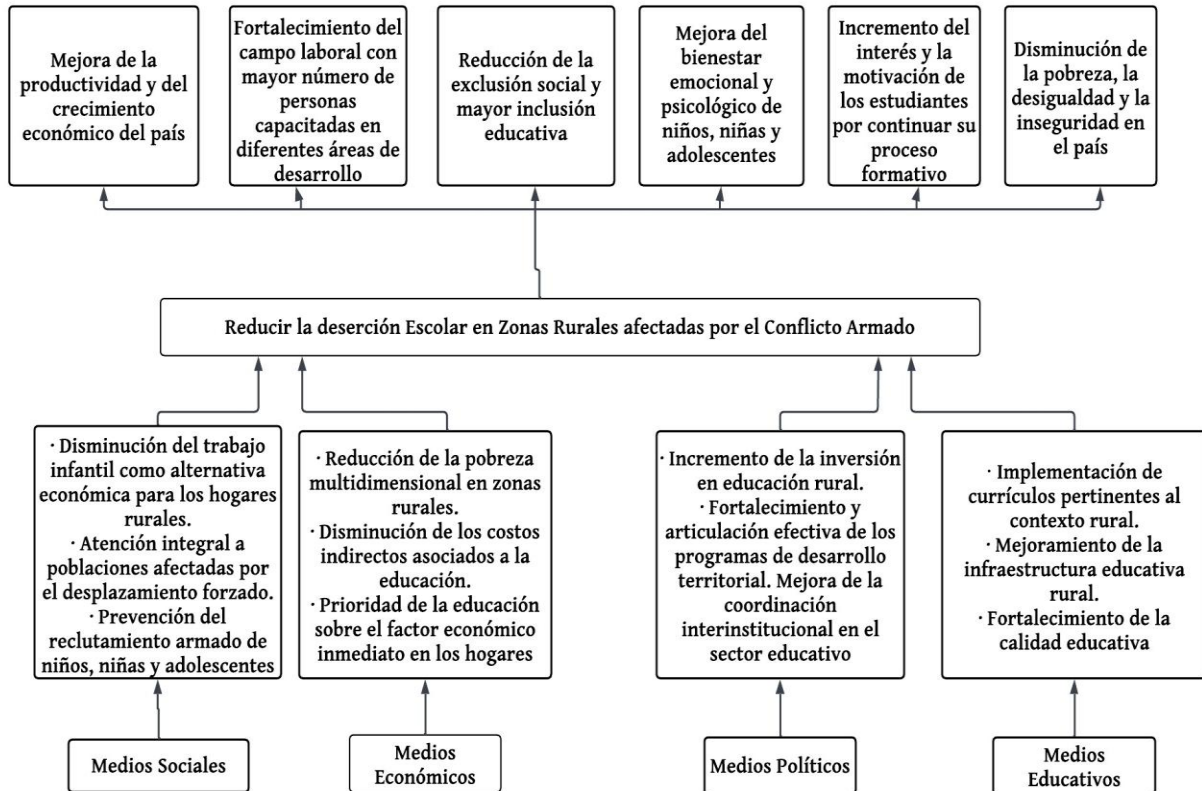 Mejora de la
productividad y del
crecimiento
económico del país
Fortalecimiento del
campo laboral con
mayor número de
personas
capacitadas en
diferentes áreas de
desarrollo
Reducción de la
exclusión social y
mayor inclusión
educativa
Mejora del
bienestar
emocional y
psicológico de
niños, niñas y
adolescentes
Incremento del
interés y la
motivación de
los estudiantes
por continuar su
proceso
formativo
Disminución de
la pobreza, la
desigualdad y la
inseguridad en
el país
Reducir la deserción Escolar en Zonas Rurales afectadas por el Conflicto Armado
· Disminución del trabajo
infantil como alternativa
económica para los hogares
rurales.
· Atención integral a
poblaciones afectadas por
el desplazamiento forzado.
· Prevención del
reclutamiento armado de
niños, niñas y adolescentes
· Reducción de la pobreza
multidimensional en zonas
rurales.
· Disminución de los costos
indirectos asociados a la
educación.
· Prioridad de la educación
sobre el factor económico
inmediato en los hogares
· Incremento de la inversión
en educación rural.
· Fortalecimiento y
articulación efectiva de los
programas de desarrollo
territorial. Mejora de la
coordinación
interinstitucional en el
sector educativo
· Implementación de
currículos pertinentes al
contexto rural.
· Mejoramiento de la
infraestructura educativa
rural.
· Fortalecimiento de la
calidad educativa
Medios Sociales
Medios
Económicos
Medios Políticos
Medios
Educativos